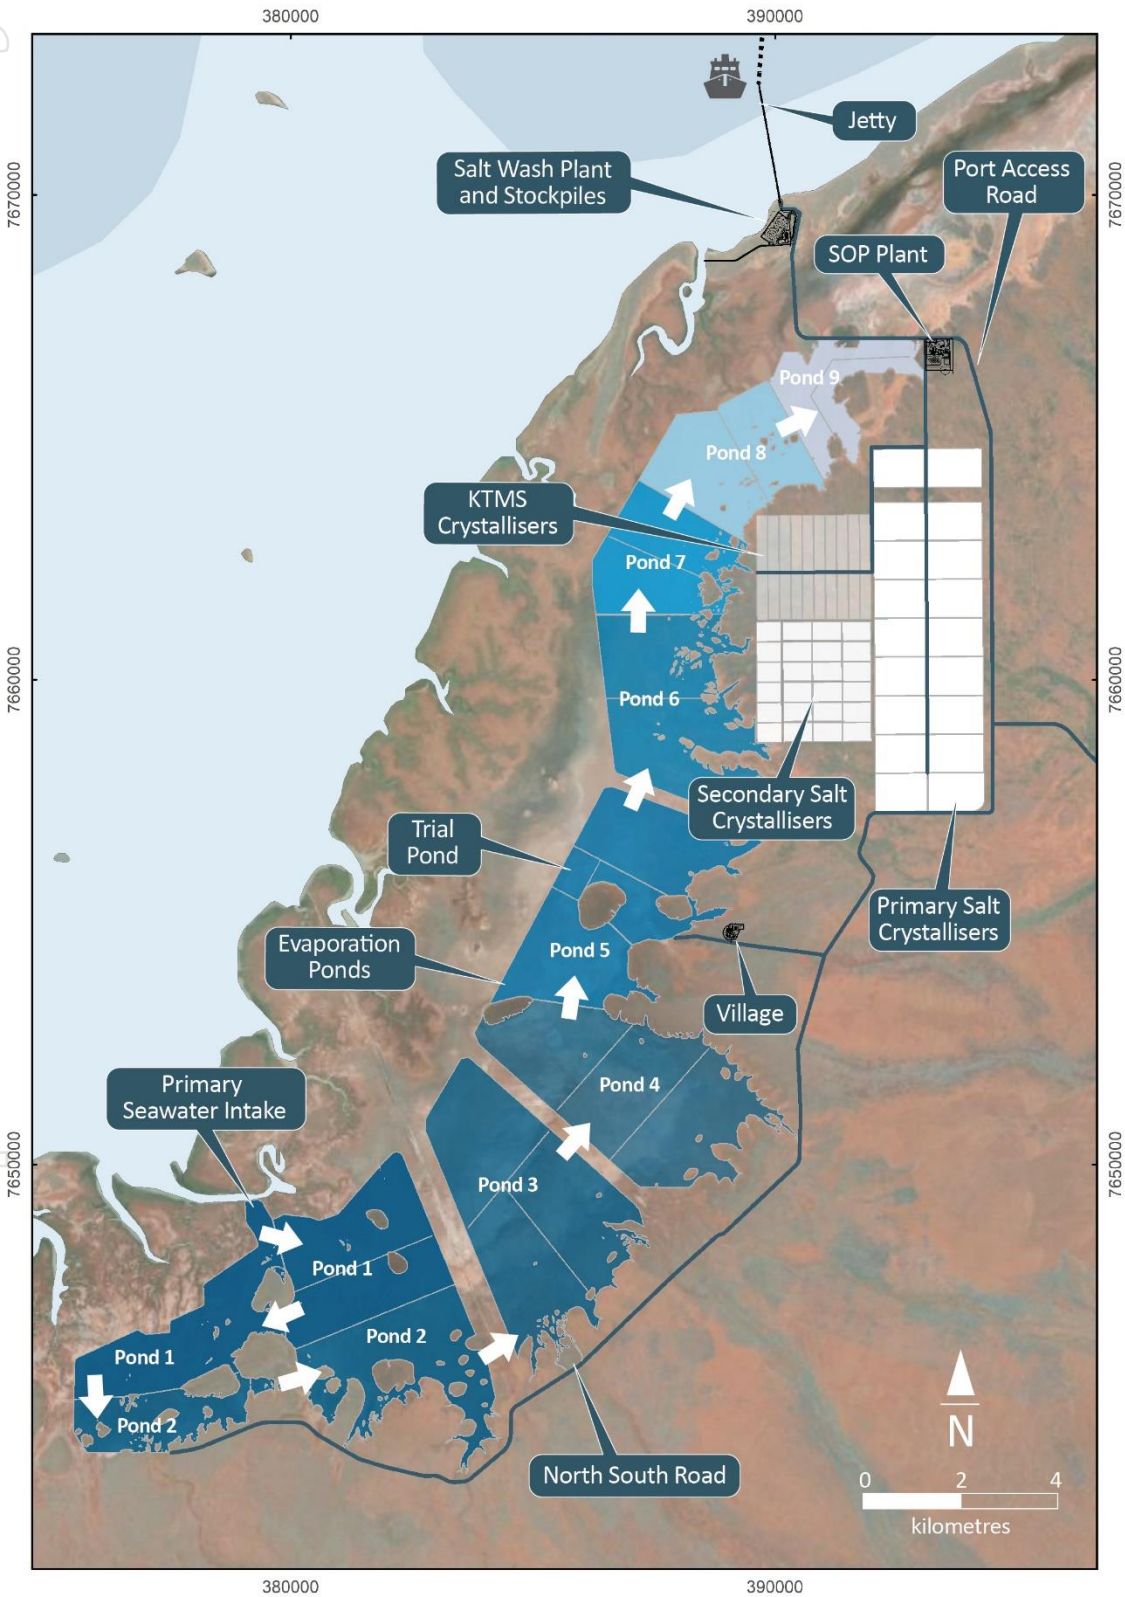 380000
390000
Jetty
Salt Wash Plant
and Stockpiles
Port Access
Road
7670000
7670000
SOP Plant
Pond 9
Pond 8
KTMS
Crystallisers
Pond 7
7660000
7660000
Pond 6
Secondary Salt
Crystallisers
Trial
Pond
Primary Salt
Crystallisers
Evaporation
Ponds
Pond 5
Village
Pond 4
Primary
Seawater Intake
7650000
7650000
Pond 3
Pond 1
Pond 2
Pond 1
Pond 2
N
North South Road
0 2 4
kilometres
380000
390000